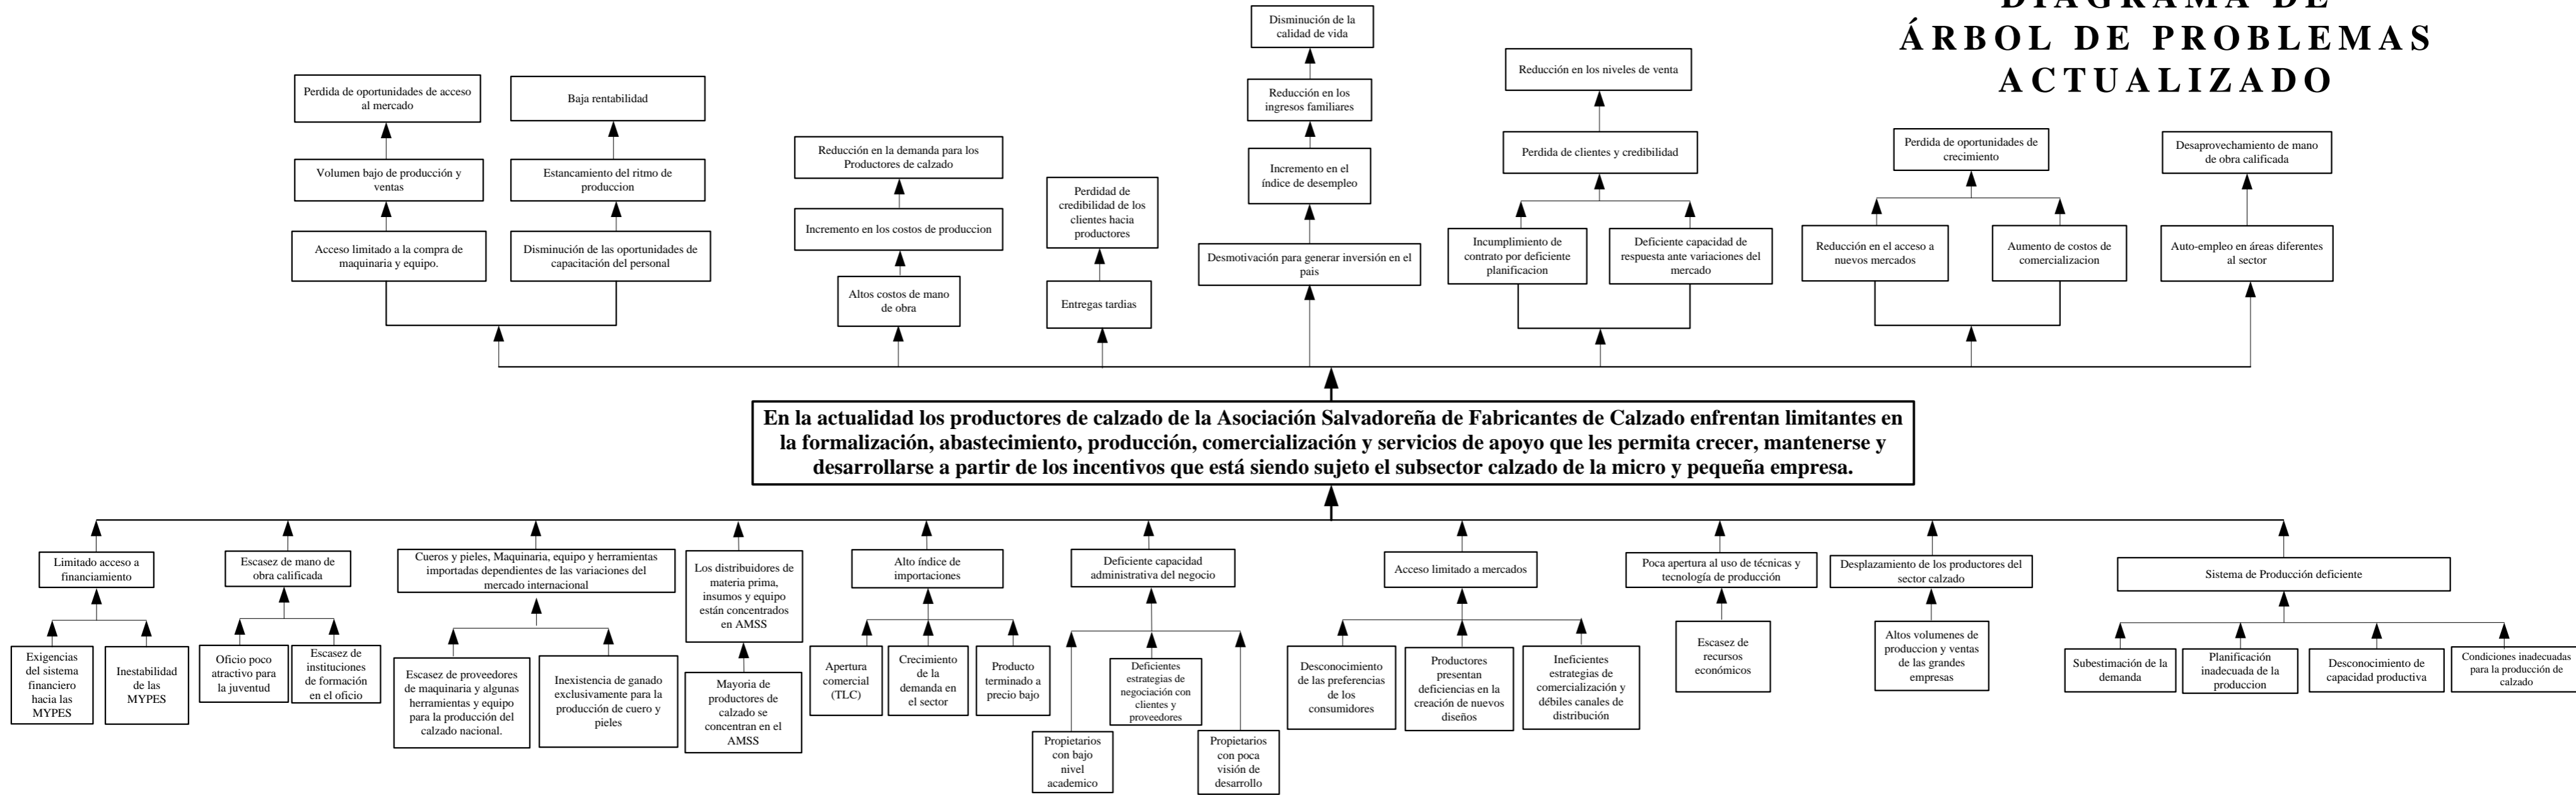 DIAGRAMA DE
ÁRBOL DE PROBLEMAS
ACTUALIZADO
Disminución de la
calidad de vida
Reducción en los
ingresos familiares
Incremento en el
índice de desempleo
Desmotivación para generar inversión en el
pais
Perdida de oportunidades de acceso
al mercado
Volumen bajo de producción y
ventas
Acceso limitado a la compra de
maquinaria y equipo.
Baja rentabilidad
Estancamiento del ritmo de
produccion
Disminución de las oportunidades de
capacitación del personal
Reducción en la demanda para los
Productores de calzado
Incremento en los costos de produccion
Altos costos de mano
de obra
Perdidad de
credibilidad de los
clientes hacia
productores
Entregas tardias
Reducción en los niveles de venta
Perdida de clientes y credibilidad
Incumplimiento de
contrato por deficiente
planificacion
Deficiente capacidad de
respuesta ante variaciones del
mercado
Perdida de oportunidades de
crecimiento
Reducción en el acceso a
nuevos mercados
Aumento de costos de
comercializacion
Desaprovechamiento de mano
de obra calificada
Auto-empleo en áreas diferentes
al sector
En la actualidad los productores de calzado de la Asociación Salvadoreña de Fabricantes de Calzado enfrentan limitantes en
la formalización, abastecimiento, producción, comercialización y servicios de apoyo que les permita crecer, mantenerse y
desarrollarse a partir de los incentivos que está siendo sujeto el subsector calzado de la micro y pequeña empresa.
Limitado acceso a
financiamiento
Exigencias
del sistema
financiero
hacia las
MYPES
Inestabilidad
de las
MYPES
Escasez de mano de
obra calificada
Oficio poco
atractivo para
la juventud
Escasez de
instituciones
de formación
en el oficio
Cueros y pieles, Maquinaria, equipo y herramientas
importadas dependientes de las variaciones del
mercado internacional
Escasez de proveedores
de maquinaria y algunas
herramientas y equipo
para la producción del
calzado nacional.
Inexistencia de ganado
exclusivamente para la
producción de cuero y
pieles
Los distribuidores de
materia prima,
insumos y equipo
están concentrados
en AMSS
Mayoria de
productores de
calzado se
concentran en el
AMSS
Alto índice de
importaciones
Apertura
comercial
(TLC)
Crecimiento
de la
demanda en
el sector
Producto
terminado a
precio bajo
Deficiente capacidad
administrativa del negocio
Propietarios
con bajo
nivel
academico
Deficientes
estrategias de
negociación con
clientes y
proveedores
Propietarios
con poca
visión de
desarrollo
Acceso limitado a mercados
Desconocimiento
de las preferencias
de los
consumidores
Productores
presentan
deficiencias en la
creación de nuevos
diseños
Ineficientes
estrategias de
comercialización y
débiles canales de
distribución
Poca apertura al uso de técnicas y
tecnología de producción
Escasez de
recursos
económicos
Desplazamiento de los productores del
sector calzado
Altos volumenes de
produccion y ventas
de las grandes
empresas
Sistema de Producción deficiente
Subestimación de la
demanda
Planificación
inadecuada de la
produccion
Desconocimiento de
capacidad productiva
Condiciones inadecuadas
para la producción de
calzado